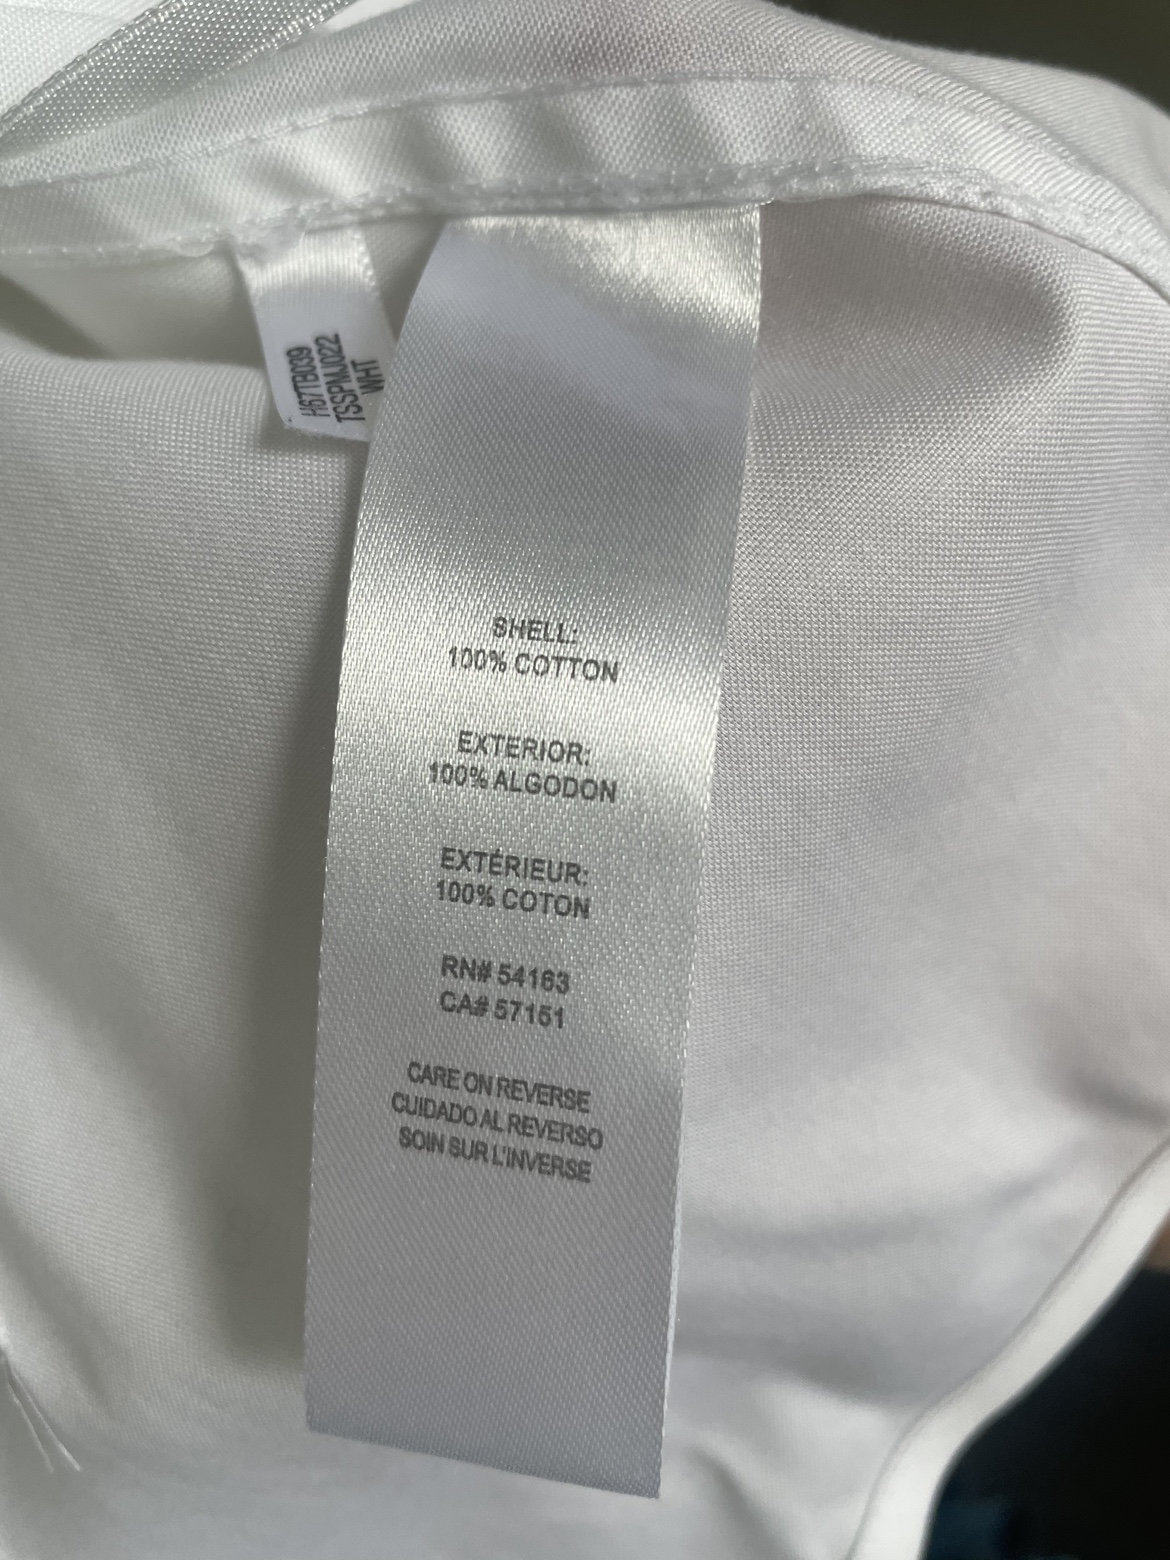 H67TB039
TSSPMJ022
WHT
SHELL:
100% COTTON
EXTERIOR:
100% ALGODON
EXTÉRIEUR:
100% COTON
RN# 54163
CA# 57151
CARE ON REVERSE
CUIDADO AL REVERSO
SOIN SUR L'INVERSE